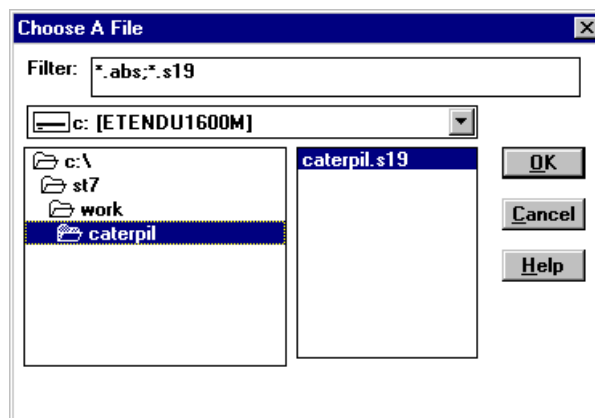 Choose A File
Filter: *.abs;*.s19
c: [ETENDU1600M]
c:\
st7
work
caterpil
caterpil.s19
OK
Cancel
Help